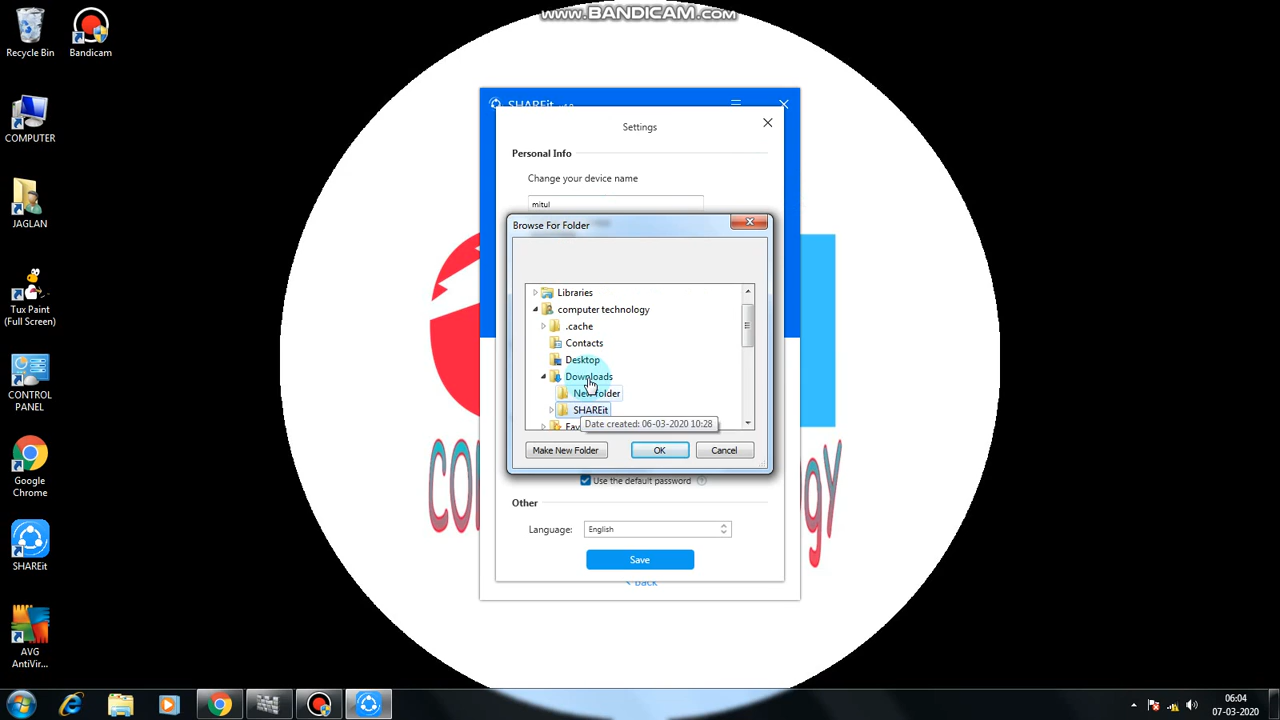 www.BANDICAM.com
Recycle Bin
Bandicam
COMPUTER
JAGLAN
Tux Paint
(Full Screen)
CONTROL
PANEL
Google
Chrome
SHAREit
AVG
AntiVir...
SHAREit
Settings
Personal Info
Change your device name
mitul
Browse For Folder
Libraries
computer technology
.cache
Contacts
Desktop
Downloads
New folder
SHAREit
Date created: 06-03-2020 10:28
Make New Folder
OK
Cancel
Use the default password
Other
Language:
English
Save
< Back
06:04
07-03-2020